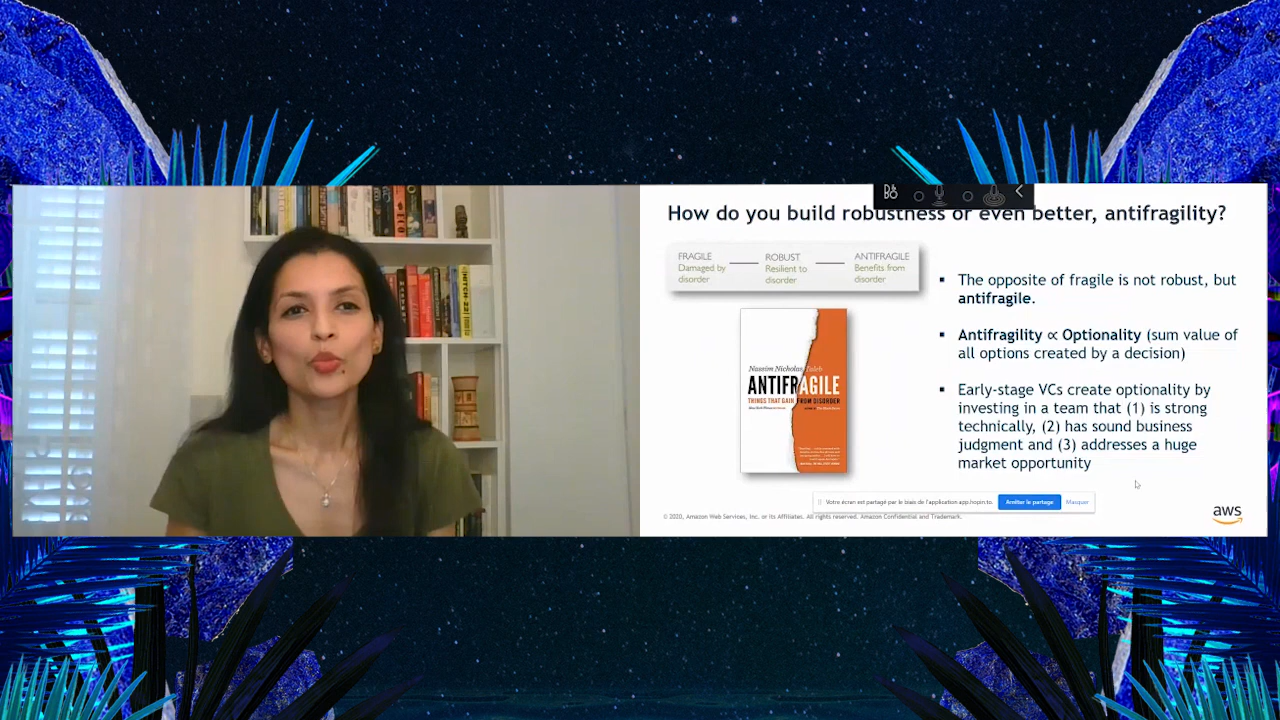 How do you build robustness or even better, antifragility?
FRAGILE
Damaged by
disorder
ROBUST
Resilient to
disorder
ANTIFRAGILE
Benefits from
disorder
▪ The opposite of fragile is not robust, but
antifragile.
▪ Antifragility ∝ Optionality (sum value of
all options created by a decision)
▪ Early-stage VCs create optionality by
investing in a team that (1) is strong
technically, (2) has sound business
judgment and (3) addresses a huge
market opportunity
Nassim Nicholas Taleb
ANTIFRAGILE
THINGS THAT GAIN FROM DISORDER
Votre écran est partagé par le biais de l'application app.hopin.to.
Arrêter le partage
Masquer
© 2020, Amazon Web Services, Inc. or its Affiliates. All rights reserved. Amazon Confidential and Trademark.
aws
HITCH-22